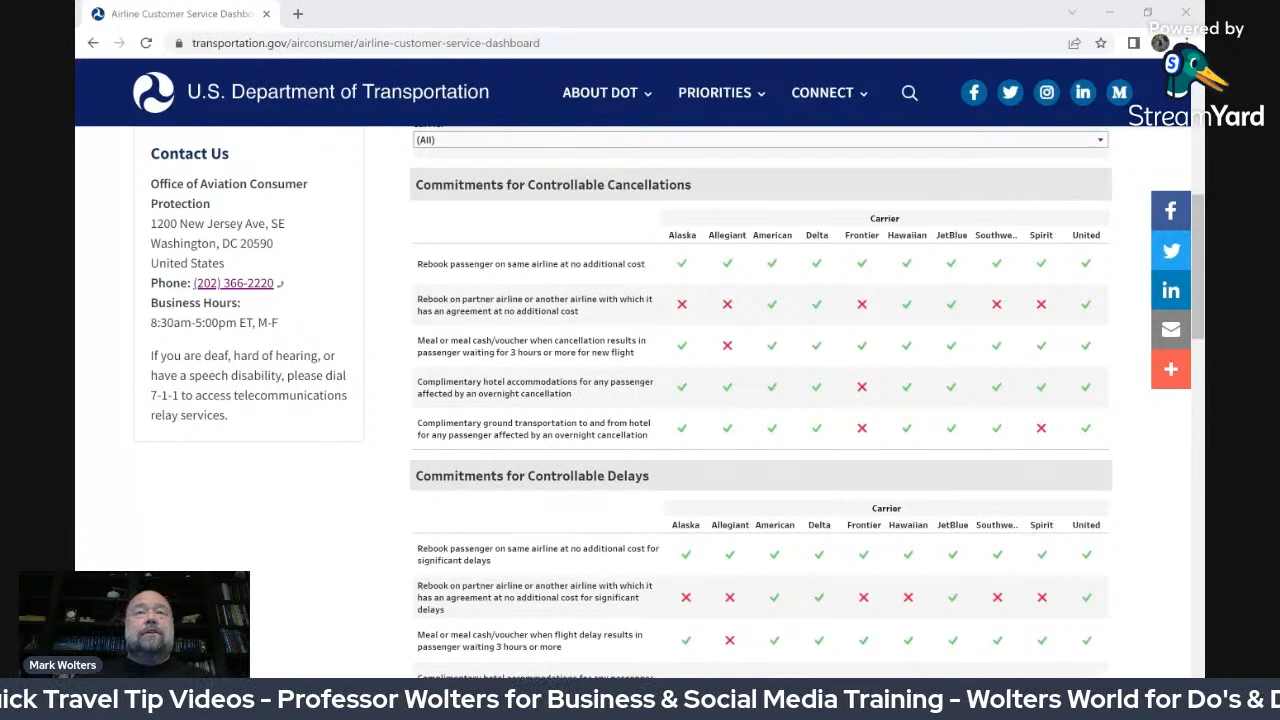 Airline Customer Service Dashbo
transportation.gov/airconsumer/airline-customer-service-dashboard
Powered by
StreamYard
U.S. Department of Transportation
ABOUT DOT
PRIORITIES
CONNECT
(All)
Contact Us
Office of Aviation Consumer
Protection
1200 New Jersey Ave, SE
Washington, DC 20590
United States
Phone: (202) 366-2220
Business Hours:
8:30am-5:00pm ET, M-F
If you are deaf, hard of hearing, or
have a speech disability, please dial
7-1-1 to access telecommunications
relay services.
Commitments for Controllable Cancellations
Carrier
Alaska Allegiant American Delta Frontier Hawaiian JetBlue Southwe.. Spirit United
Rebook passenger on same airline at no additional cost
Rebook on partner airline or another airline with which it
has an agreement at no additional cost
Meal or meal cash/voucher when cancellation results in
passenger waiting for 3 hours or more for new flight
Complimentary hotel accommodations for any passenger
affected by an overnight cancellation
Complimentary ground transportation to and from hotel
for any passenger affected by an overnight cancellation
Commitments for Controllable Delays
Carrier
Alaska Allegiant American Delta Frontier Hawaiian JetBlue Southwe.. Spirit United
Rebook passenger on same airline at no additional cost for
significant delays
Rebook on partner airline or another airline with which it
has an agreement at no additional cost for significant
delays
Meal or meal cash/voucher when flight delay results in
passenger waiting 3 hours or more
Mark Wolters
uick Travel Tip Videos - Professor Wolters for Business & Social Media Training - Wolters World for Do's & D